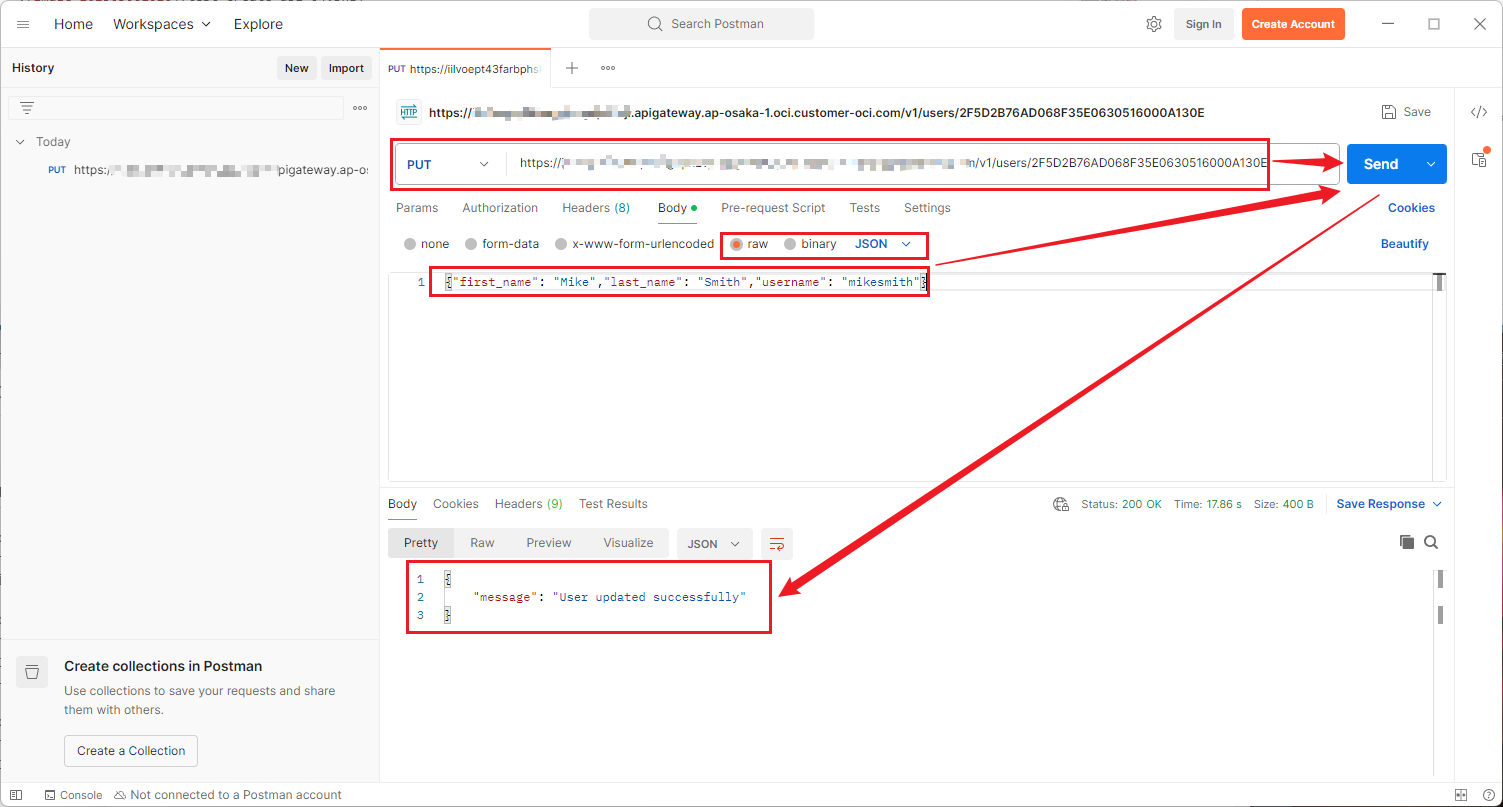 Home Workspaces Explore Search Postman Sign In Create Account
History New Import PUT https://iilvoept43farbphs
HTTP https:// .apigateway.ap-osaka-1.oci.customer-oci.com/v1/users/2F5D2B76AD068F35E0630516000A130E Save
Today
PUT https:/ pigateway.ap-os
PUT https:// m/v1/users/2F5D2B76AD068F35E0630516000A130E Send
Params Authorization Headers (8) Body Pre-request Script Tests Settings Cookies
none form-data x-www-form-urlencoded raw binary JSON Beautify
1 {"first_name": "Mike","last_name": "Smith","username": "mikesmith"}
Body Cookies Headers (9) Test Results Status: 200 OK Time: 17.86 s Size: 400 B Save Response
Pretty Raw Preview Visualize JSON
1 {
2 "message": "User updated successfully"
3 }
Create collections in Postman
Use collections to save your requests and share
them with others.
Create a Collection
Console Not connected to a Postman account